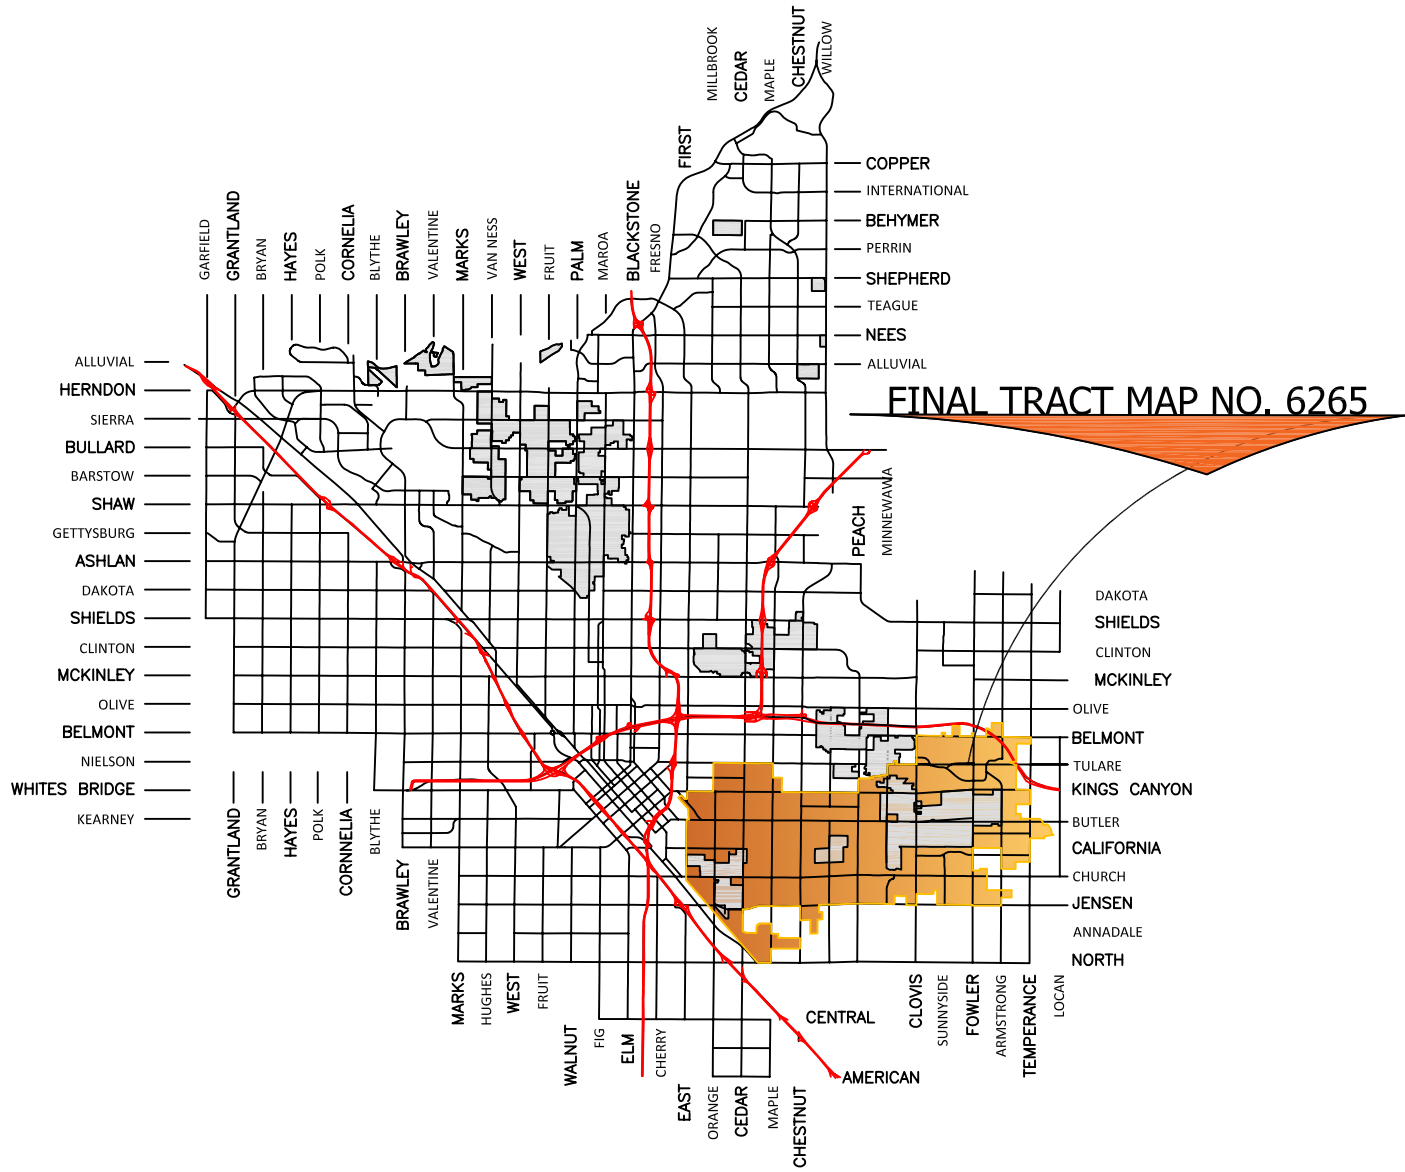 MILLBROOK
CEDAR
MAPLE
CHESTNUT
WILLOW
FIRST
COPPER
INTERNATIONAL
BEHYMER
PERRIN
SHEPHERD
TEAGUE
NEES
ALLUVIAL
GARFIELD
GRANTLAND
BRYAN
HAYES
POLK
CORNELIA
BLYTHE
BRAWLEY
VALENTINE
MARKS
VAN NESS
WEST
FRUIT
PALM
MAROA
BLACKSTONE
FRESNO
FINAL TRACT MAP NO. 6265
ALLUVIAL
HERNDON
SIERRA
BULLARD
BARSTOW
SHAW
GETTYSBURG
ASHLAN
DAKOTA
SHIELDS
CLINTON
MCKINLEY
OLIVE
BELMONT
NIELSON
WHITES BRIDGE
KEARNEY
PEACH
MINNEWAWA
DAKOTA
SHIELDS
CLINTON
MCKINLEY
OLIVE
BELMONT
TULARE
KINGS CANYON
BUTLER
CALIFORNIA
CHURCH
JENSEN
ANNADALE
NORTH
GRANTLAND
BRYAN
HAYES
POLK
CORNNELIA
BLYTHE
BRAWLEY
VALENTINE
MARKS
HUGHES
WEST
FRUIT
WALNUT
FIG
ELM
CHERRY
EAST
ORANGE
CEDAR
MAPLE
CHESTNUT
CENTRAL
AMERICAN
CLOVIS
SUNNYSIDE
FOWLER
ARMSTRONG
TEMPERANCE
LOCAN